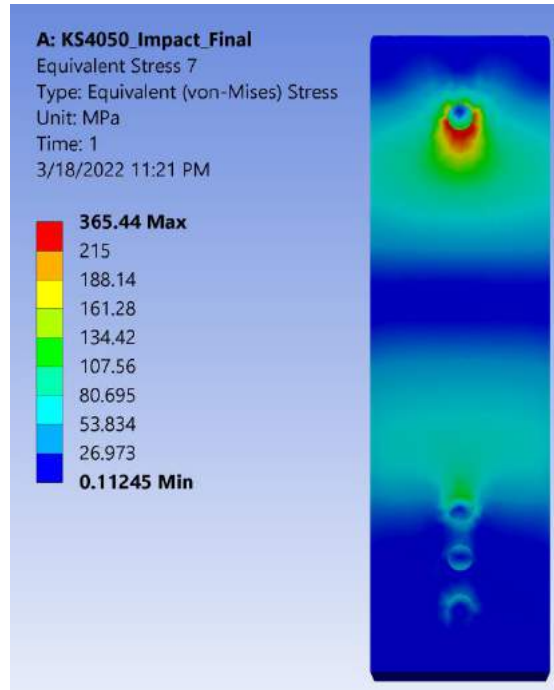 A: KS4050_Impact_Final
Equivalent Stress 7
Type: Equivalent (von-Mises) Stress
Unit: MPa
Time: 1
3/18/2022 11:21 PM
365.44 Max
215
188.14
161.28
134.42
107.56
80.695
53.834
26.973
0.11245 Min